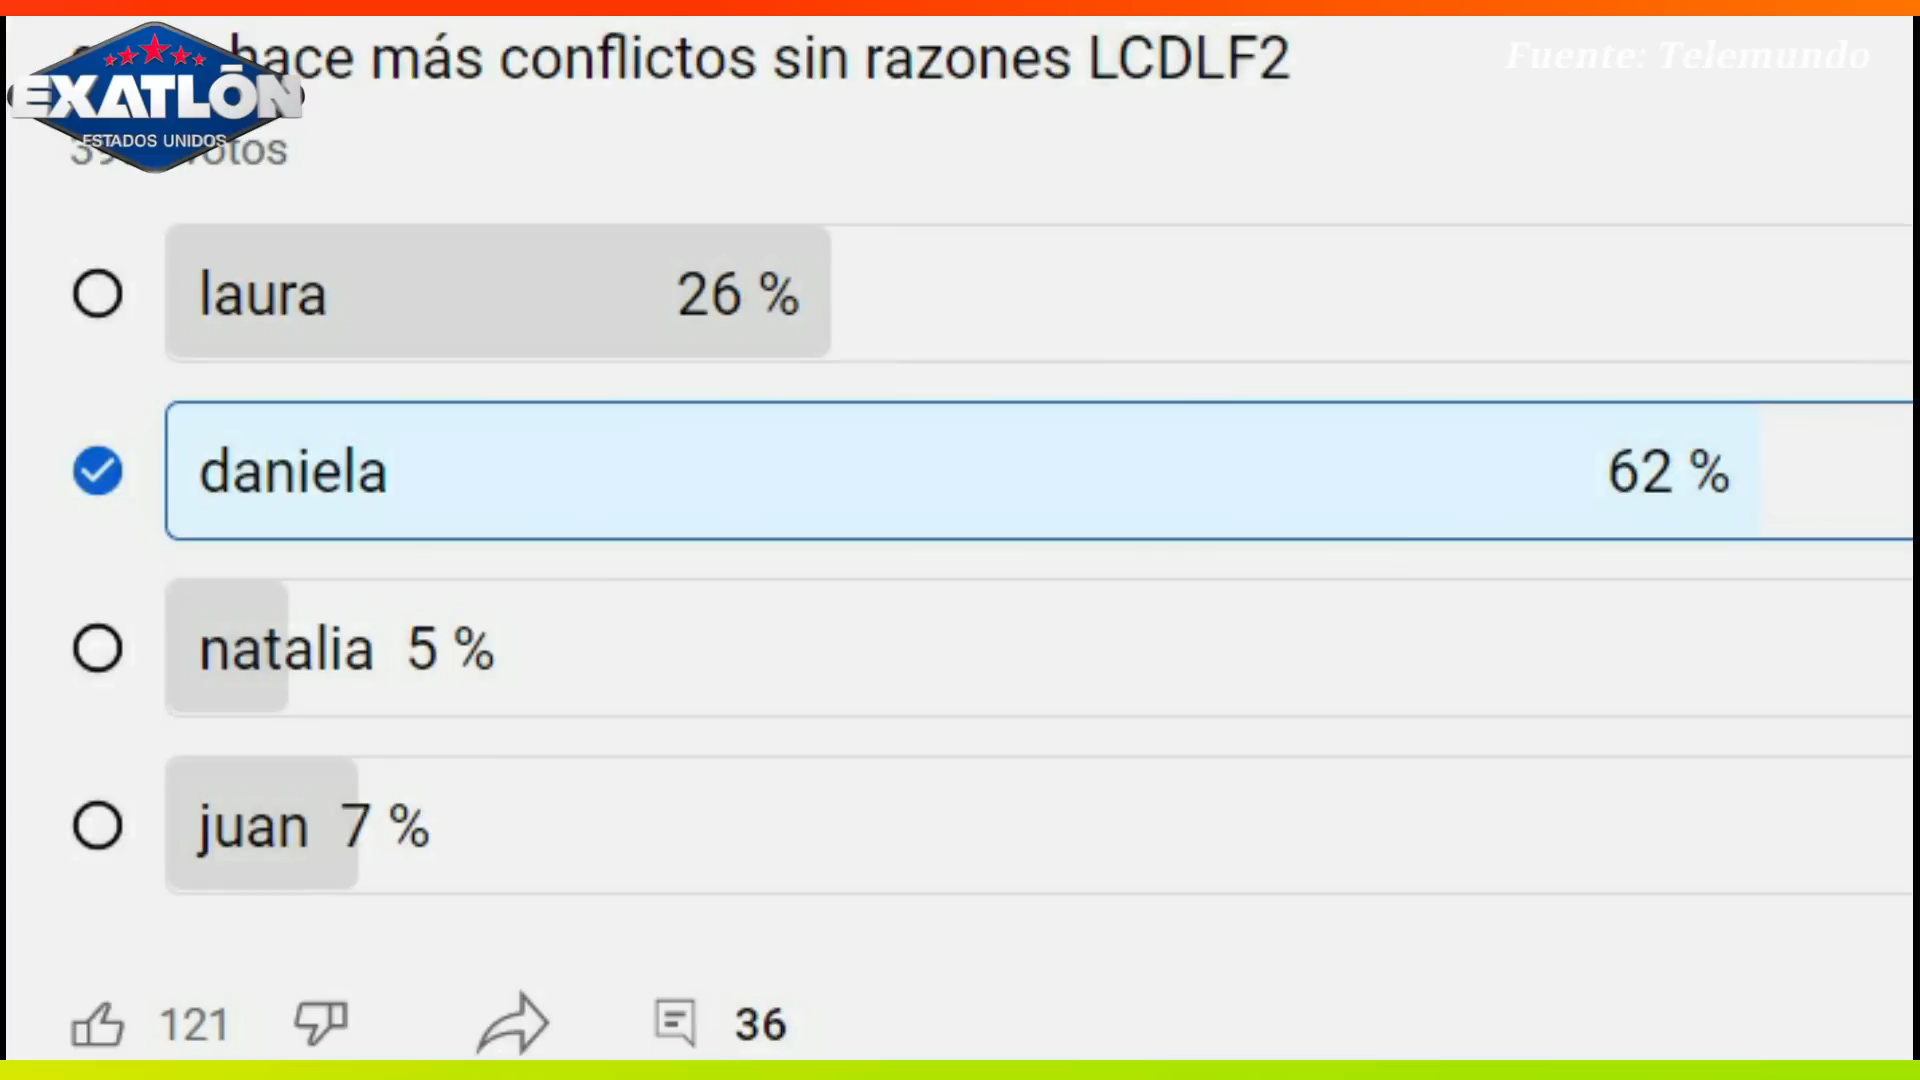 hace más conflictos sin razones LCDLF2
Fuente: Telemundo
EXATLÓN
ESTADOS UNIDOS
laura 26 %
daniela 62 %
natalia 5 %
juan 7 %
121 36